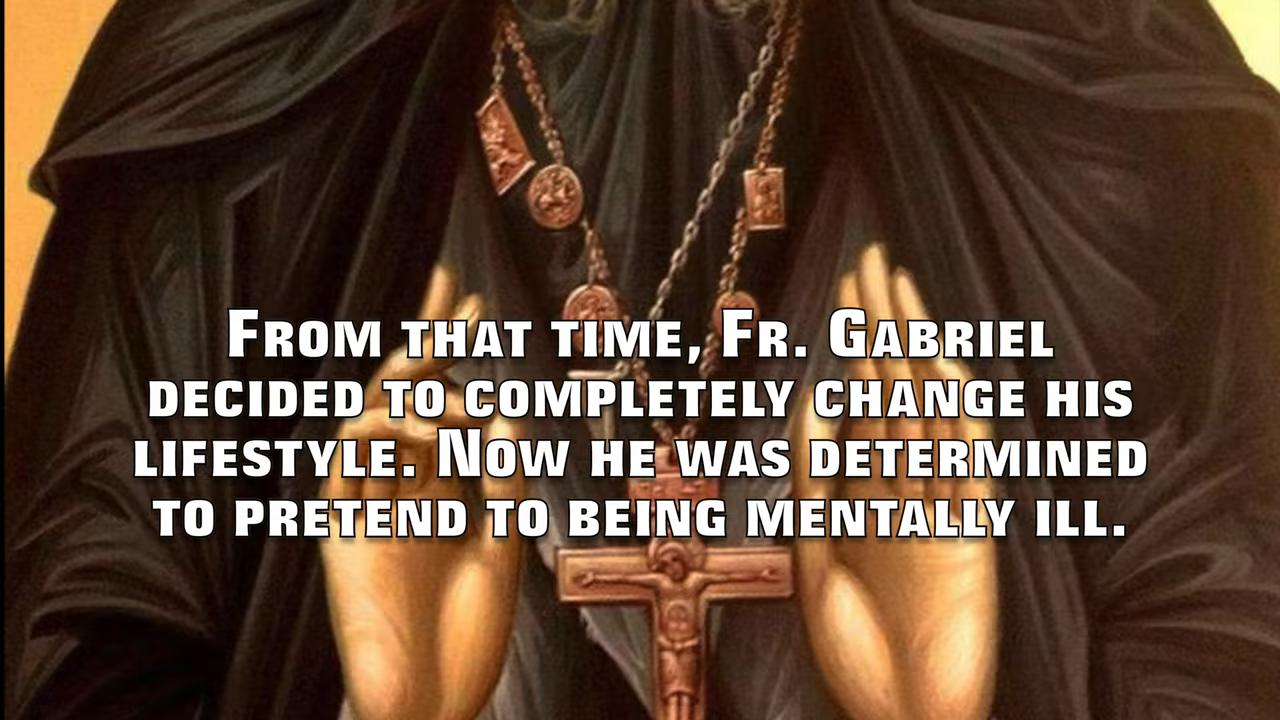 From that time, Fr. Gabriel
decided to completely change his
lifestyle. Now he was determined
to pretend to being mentally ill.